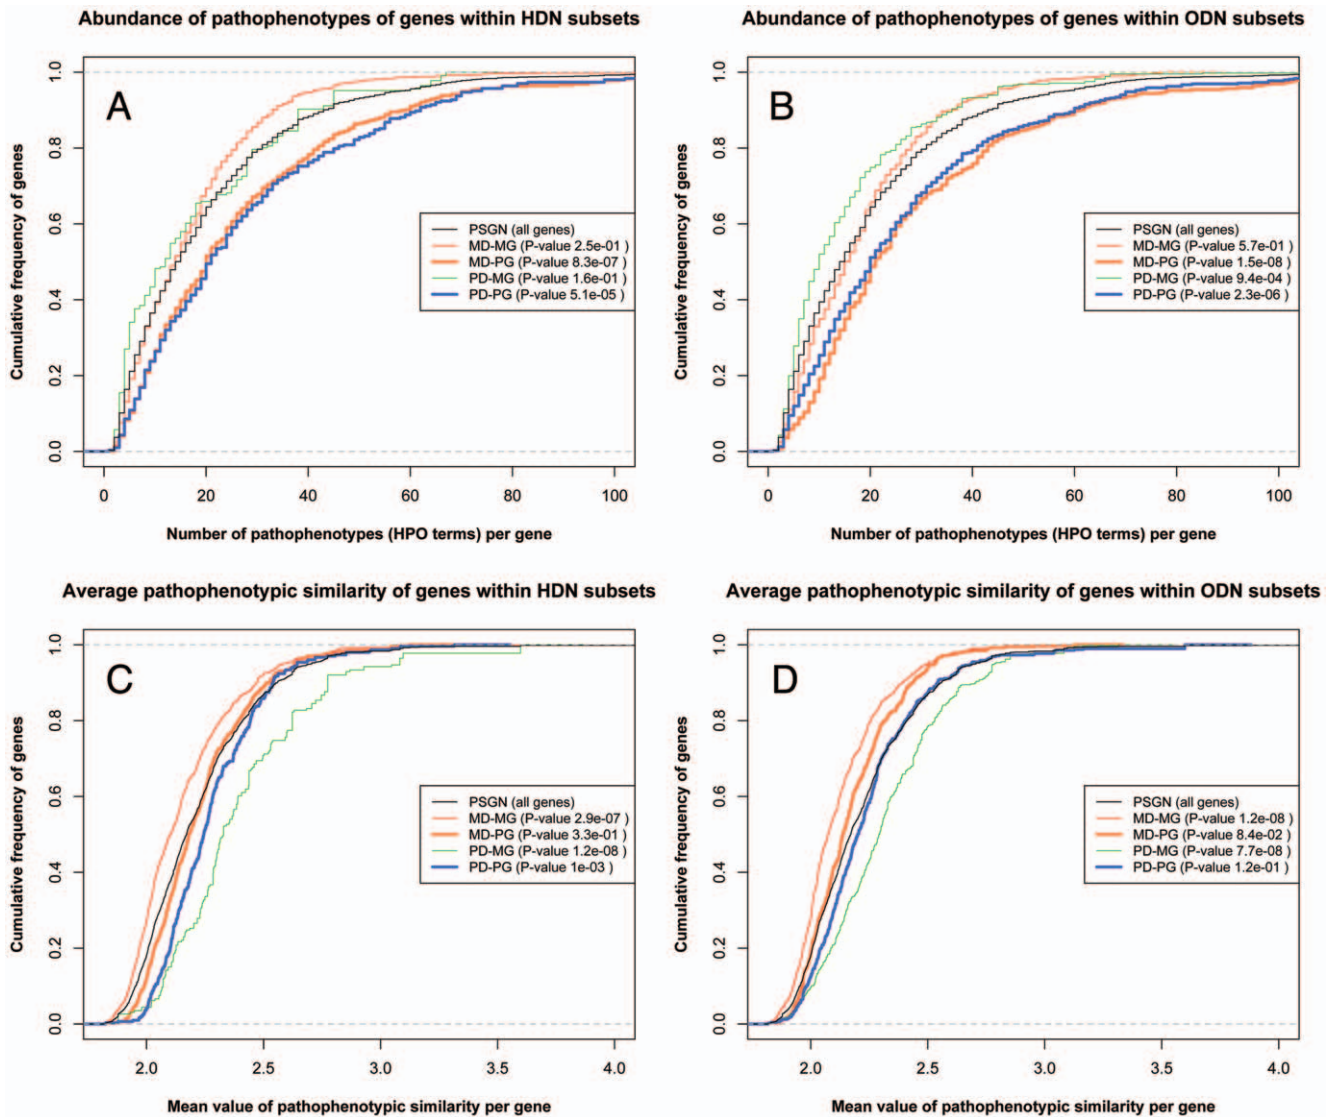 Abundance of pathophenotypes of genes within HDN subsets
A
Cumulative frequency of genes
1.0
0.8
0.6
0.4
0.2
0.0
PSGN (all genes)
MD-MG (P-value 2.5e-01 )
MD-PG (P-value 8.3e-07 )
PD-MG (P-value 1.6e-01 )
PD-PG (P-value 5.1e-05 )
0 20 40 60 80 100
Number of pathophenotypes (HPO terms) per gene
Abundance of pathophenotypes of genes within ODN subsets
B
Cumulative frequency of genes
1.0
0.8
0.6
0.4
0.2
0.0
PSGN (all genes)
MD-MG (P-value 5.7e-01 )
MD-PG (P-value 1.5e-08 )
PD-MG (P-value 9.4e-04 )
PD-PG (P-value 2.3e-06 )
0 20 40 60 80 100
Number of pathophenotypes (HPO terms) per gene
Average pathophenotypic similarity of genes within HDN subsets
C
Cumulative frequency of genes
1.0
0.8
0.6
0.4
0.2
0.0
PSGN (all genes)
MD-MG (P-value 2.9e-07 )
MD-PG (P-value 3.3e-01 )
PD-MG (P-value 1.2e-08 )
PD-PG (P-value 1e-03 )
2.0 2.5 3.0 3.5 4.0
Mean value of pathophenotypic similarity per gene
Average pathophenotypic similarity of genes within ODN subsets
D
Cumulative frequency of genes
1.0
0.8
0.6
0.4
0.2
0.0
PSGN (all genes)
MD-MG (P-value 1.2e-08 )
MD-PG (P-value 8.4e-02 )
PD-MG (P-value 7.7e-08 )
PD-PG (P-value 1.2e-01 )
2.0 2.5 3.0 3.5 4.0
Mean value of pathophenotypic similarity per gene